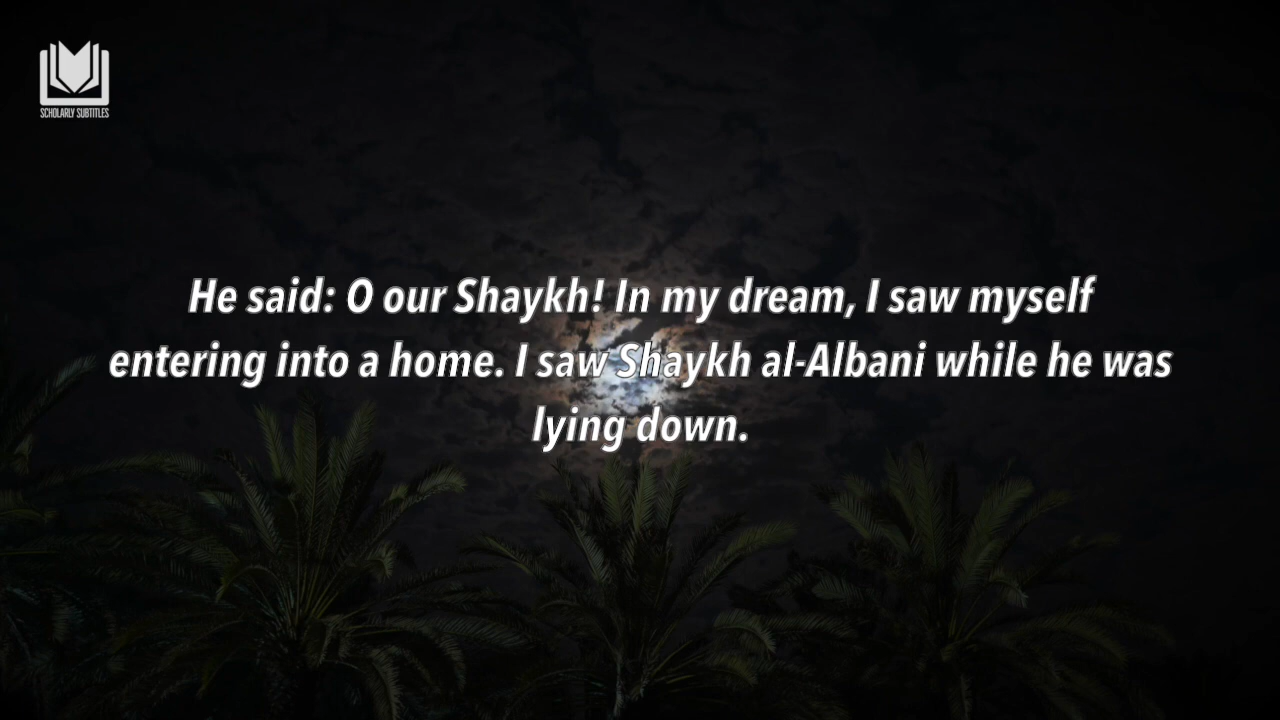 SCHOLARLY SUBTITLES
He said: O our Shaykh! In my dream, I saw myself
entering into a home. I saw Shaykh al-Albani while he was
lying down.